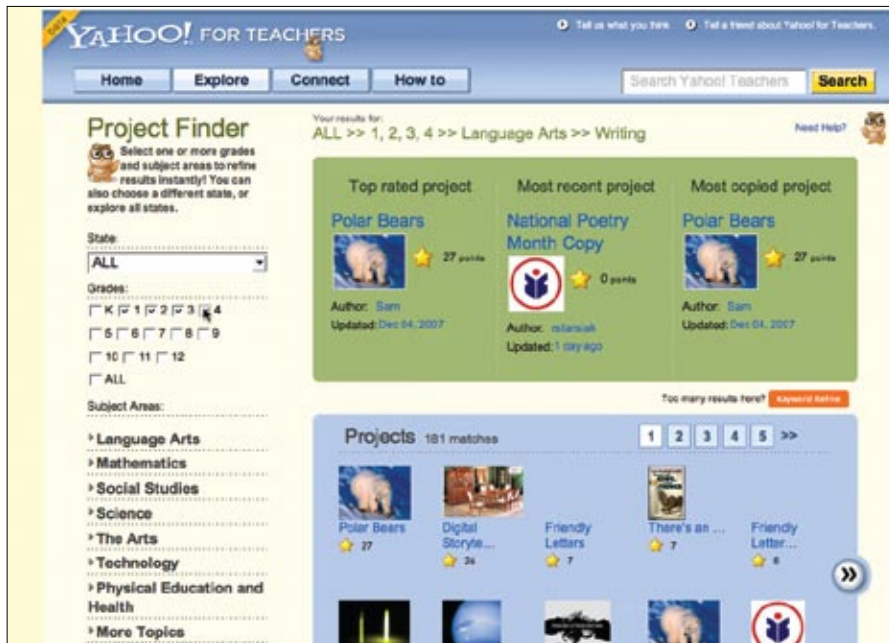 BETA
YAHOO! FOR TEACHERS
Tell us what you think
Tell a friend about Yahoo! for Teachers.
Home
Explore
Connect
How to
Search Yahoo! Teachers
Search
Project Finder
Select one or more grades
and subject areas to refine
results instantly! You can
also choose a different state, or
explore all states.
State:
ALL
Grades:
K 1 2 3 4
5 6 7 8 9
10 11 12
ALL
Subject Areas:
Language Arts
Mathematics
Social Studies
Science
The Arts
Technology
Physical Education and
Health
More Topics
Your results for:
ALL >> 1, 2, 3, 4 >> Language Arts >> Writing
Need Help?
Top rated project
Polar Bears
27 points
Author: Sam
Updated: Dec 04, 2007
Most recent project
National Poetry
Month Copy
0 points
Author:
Updated: 1 day ago
Most copied project
Polar Bears
27 points
Author: Sam
Updated: Dec 04, 2007
Too many results here?
Keyword Refine
Projects 181 matches
1 2 3 4 5 >>
Polar Bears
27
Digital
Storyte...
26
Friendly
Letters
7
There's an ...
7
Friendly
Letter...
6